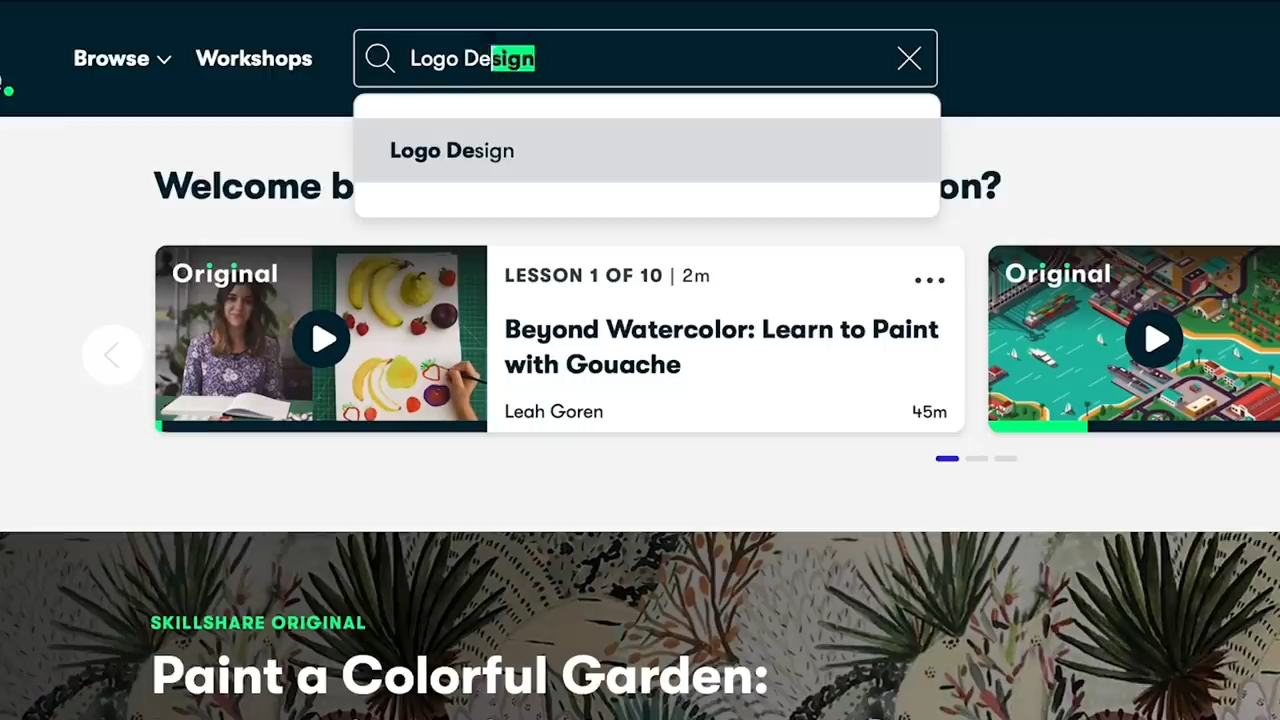 Browse
Workshops
Logo Design
Logo Design
Welcome b
on?
Original
LESSON 1 OF 10 | 2m
Beyond Watercolor: Learn to Paint
with Gouache
Leah Goren
45m
Original
SKILLSHARE ORIGINAL
Paint a Colorful Garden: